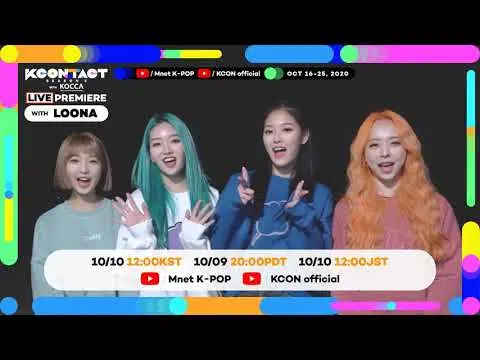 KCONTACT
SEASON 2
WITH KOCCA
LIVE PREMIERE
WITH LOONA
/ Mnet K-POP / KCON official OCT 16-25, 2020
10/10 12:00KST 10/09 20:00PDT 10/10 12:00JST
Mnet K-POP KCON official